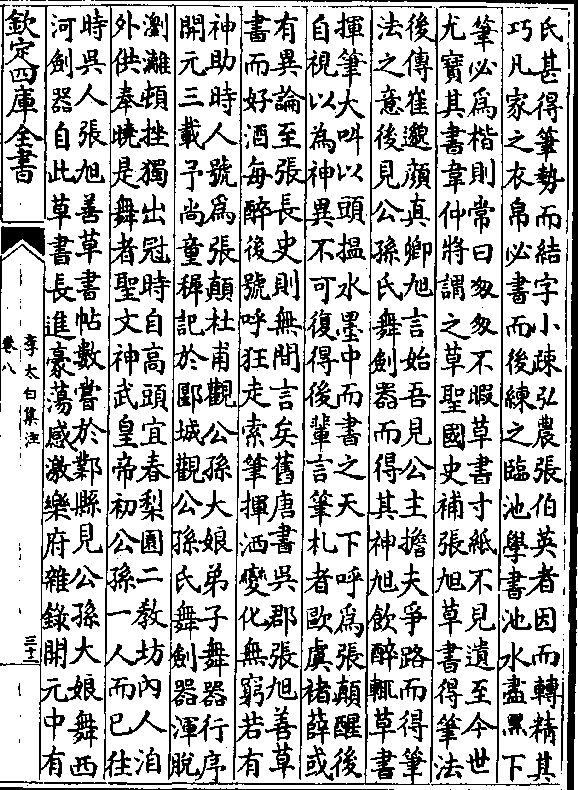 氏甚得筆勢而結字小疎弘農張伯英者因而轉精其
巧凡家之衣帛必書而後練之臨池學書池水盡黑下
筆必爲楷則常曰匆匆不暇草書寸紙不見遺至今世
尤寶其書韋仲將謂之草聖國史補張旭草書得筆法
後傳崔邈顔真卿旭言始吾見公主擔夫爭路而得筆
法之意後見公孫氏舞劍器而得其神旭飲醉輒草書
揮筆大叫以頭揾水墨中而書之天下呼爲張顛醒後
自視以為神異不可復得後輩言筆札者歐虞褚薛或
有異論至張長史則無間言矣舊唐書吳郡張旭善草
書而好酒每醉後號呼狂走索筆揮洒變化無窮若有
神助時人號爲張顛杜甫觀公孫大娘弟子舞器行序
開元三載予尚童穉記於郾城觀公孫氏舞劍器渾脫
瀏灕頓挫獨出冠時自高頭宜春梨園二教坊內人洎
外供奉曉是舞者聖文神武皇帝初公孫一人而已往
時吳人張旭善草書帖數嘗於鄴縣見公孫大娘舞西
河劍器自此草書長進豪蕩感激樂府雜錄開元中有
欽定四庫全書
李太白集注
卷八
三十二